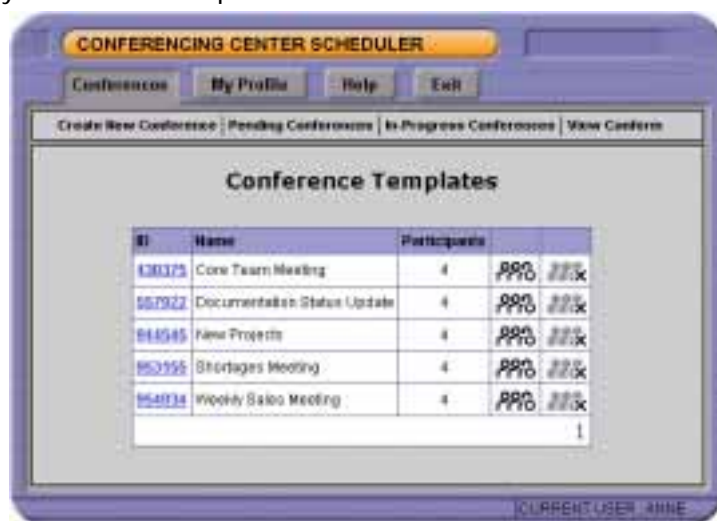 CONFERENCING CENTER SCHEDULER
Conferences My Profile Help Exit
Create New Conference | Pending Conferences | In-Progress Conferences | View Conferen
Conference Templates
ID Name Participants
Core Team Meeting 4
Documentation Status Update 4
New Projects 4
Shortages Meeting 4
Weekly Sales Meeting 4
1
CURRENT USER: ANNE